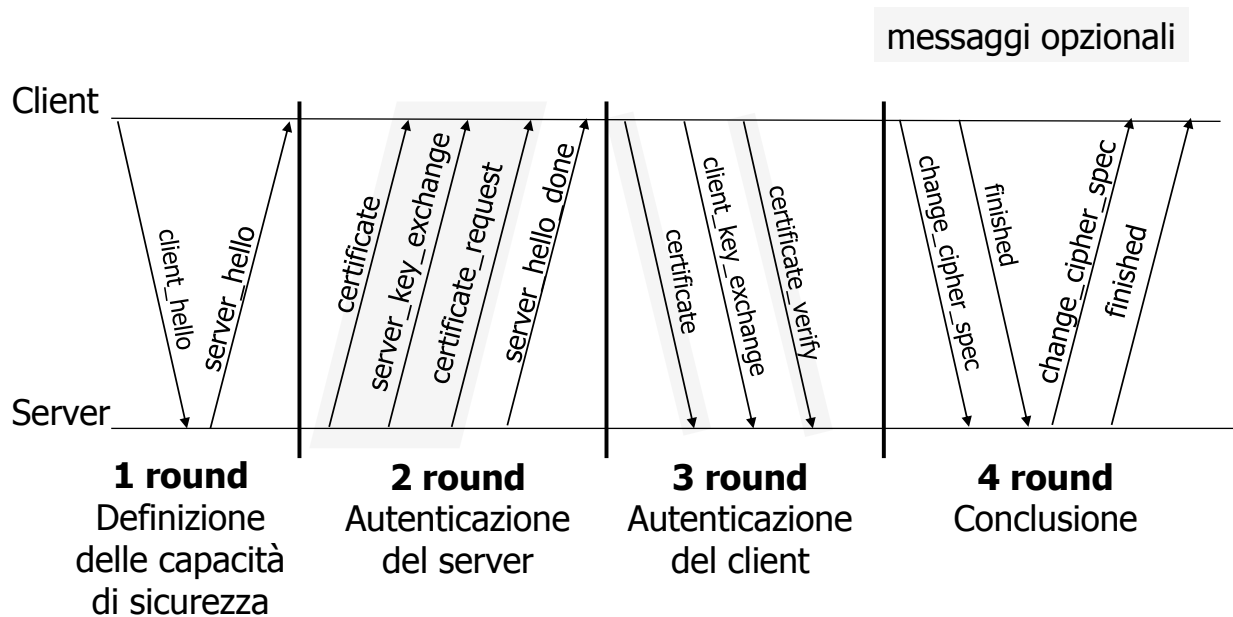 messaggi opzionali
Client
client_hello
server_hello
certificate
server_key_exchange
certificate_request
server_hello_done
certificate
client_key_exchange
certificate_verify
change_cipher_spec
finished
change_cipher_spec
finished
Server
1 round
Definizione
delle capacità
di sicurezza
2 round
Autenticazione
del server
3 round
Autenticazione
del client
4 round
Conclusione